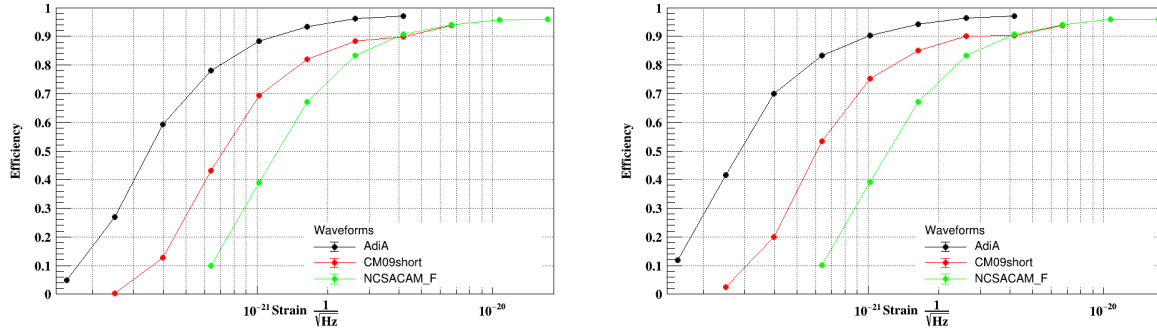 1
0.9
0.8
0.7
0.6
0.5
0.4
0.3
0.2
0.1
0
Efficiency
Waveforms
AdiA
CM09short
NCSACAM_F
10⁻²¹ Strain 1/√Hz 10⁻²⁰
1
0.9
0.8
0.7
0.6
0.5
0.4
0.3
0.2
0.1
0
Efficiency
Waveforms
AdiA
CM09short
NCSACAM_F
10⁻²¹ Strain 1/√Hz 10⁻²⁰